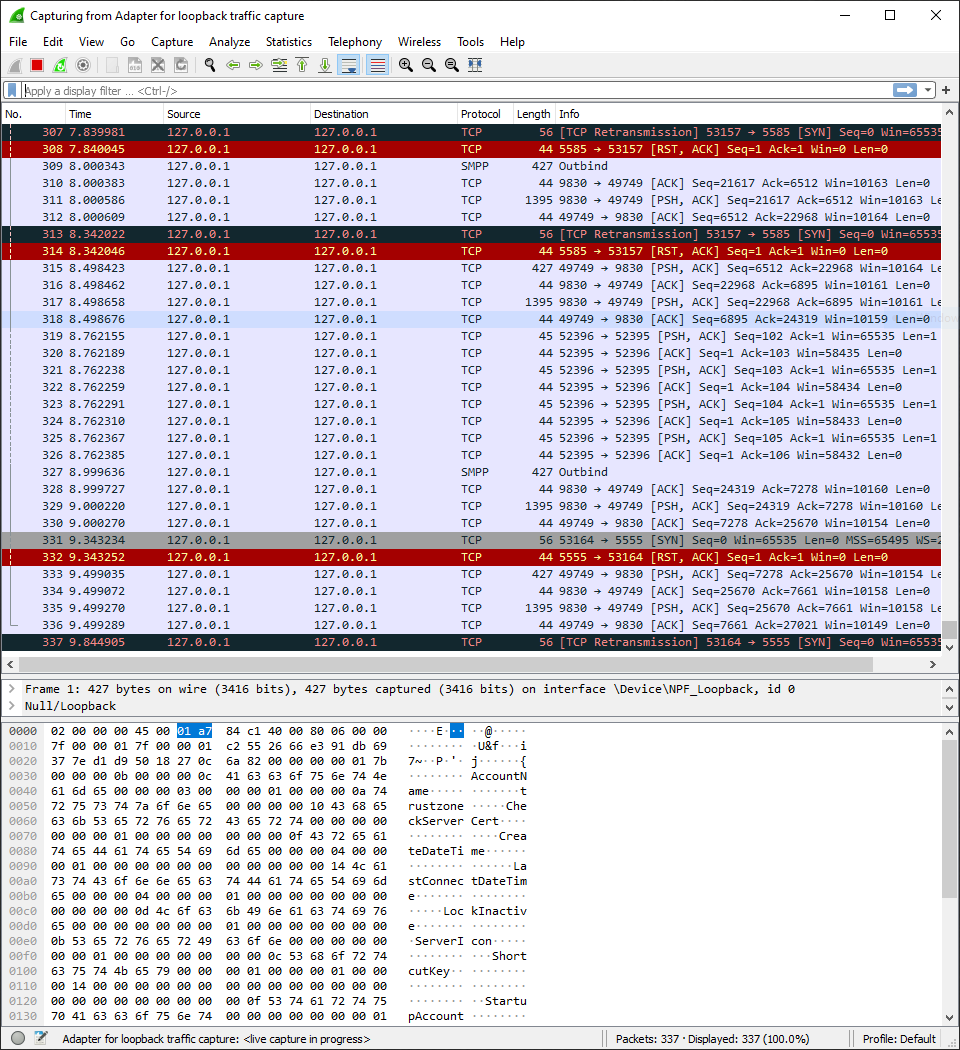 Capturing from Adapter for loopback traffic capture
File Edit View Go Capture Analyze Statistics Telephony Wireless Tools Help
Apply a display filter ... <Ctrl-/>
No. Time Source Destination Protocol Length Info
307 7.839981 127.0.0.1 127.0.0.1 TCP 56 [TCP Retransmission] 53157 → 5585 [SYN] Seq=0 Win=65535
308 7.840045 127.0.0.1 127.0.0.1 TCP 44 5585 → 53157 [RST, ACK] Seq=1 Ack=1 Win=0 Len=0
309 8.000343 127.0.0.1 127.0.0.1 SMPP 427 Outbind
310 8.000383 127.0.0.1 127.0.0.1 TCP 44 9830 → 49749 [ACK] Seq=21617 Ack=6512 Win=10163 Len=0
311 8.000586 127.0.0.1 127.0.0.1 TCP 1395 9830 → 49749 [PSH, ACK] Seq=21617 Ack=6512 Win=10163 Le
312 8.000609 127.0.0.1 127.0.0.1 TCP 44 49749 → 9830 [ACK] Seq=6512 Ack=22968 Win=10164 Len=0
313 8.342022 127.0.0.1 127.0.0.1 TCP 56 [TCP Retransmission] 53157 → 5585 [SYN] Seq=0 Win=65535
314 8.342046 127.0.0.1 127.0.0.1 TCP 44 5585 → 53157 [RST, ACK] Seq=1 Ack=1 Win=0 Len=0
315 8.498423 127.0.0.1 127.0.0.1 TCP 427 49749 → 9830 [PSH, ACK] Seq=6512 Ack=22968 Win=10164 Le
316 8.498462 127.0.0.1 127.0.0.1 TCP 44 9830 → 49749 [ACK] Seq=22968 Ack=6895 Win=10161 Len=0
317 8.498658 127.0.0.1 127.0.0.1 TCP 1395 9830 → 49749 [PSH, ACK] Seq=22968 Ack=6895 Win=10161 Le
318 8.498676 127.0.0.1 127.0.0.1 TCP 44 49749 → 9830 [ACK] Seq=6895 Ack=24319 Win=10159 Len=0
319 8.762155 127.0.0.1 127.0.0.1 TCP 45 52396 → 52395 [PSH, ACK] Seq=102 Ack=1 Win=65535 Len=1
320 8.762189 127.0.0.1 127.0.0.1 TCP 44 52395 → 52396 [ACK] Seq=1 Ack=103 Win=58435 Len=0
321 8.762238 127.0.0.1 127.0.0.1 TCP 45 52396 → 52395 [PSH, ACK] Seq=103 Ack=1 Win=65535 Len=1
322 8.762259 127.0.0.1 127.0.0.1 TCP 44 52395 → 52396 [ACK] Seq=1 Ack=104 Win=58434 Len=0
323 8.762291 127.0.0.1 127.0.0.1 TCP 45 52396 → 52395 [PSH, ACK] Seq=104 Ack=1 Win=65535 Len=1
324 8.762310 127.0.0.1 127.0.0.1 TCP 44 52395 → 52396 [ACK] Seq=1 Ack=105 Win=58433 Len=0
325 8.762367 127.0.0.1 127.0.0.1 TCP 45 52396 → 52395 [PSH, ACK] Seq=105 Ack=1 Win=65535 Len=1
326 8.762385 127.0.0.1 127.0.0.1 TCP 44 52395 → 52396 [ACK] Seq=1 Ack=106 Win=58432 Len=0
327 8.999636 127.0.0.1 127.0.0.1 SMPP 427 Outbind
328 8.999727 127.0.0.1 127.0.0.1 TCP 44 9830 → 49749 [ACK] Seq=24319 Ack=7278 Win=10160 Len=0
329 9.000220 127.0.0.1 127.0.0.1 TCP 1395 9830 → 49749 [PSH, ACK] Seq=24319 Ack=7278 Win=10160 Le
330 9.000270 127.0.0.1 127.0.0.1 TCP 44 49749 → 9830 [ACK] Seq=7278 Ack=25670 Win=10154 Len=0
331 9.343234 127.0.0.1 127.0.0.1 TCP 56 53164 → 5555 [SYN] Seq=0 Win=65535 Len=0 MSS=65495 WS=2
332 9.343252 127.0.0.1 127.0.0.1 TCP 44 5555 → 53164 [RST, ACK] Seq=1 Ack=1 Win=0 Len=0
333 9.499035 127.0.0.1 127.0.0.1 TCP 427 49749 → 9830 [PSH, ACK] Seq=7278 Ack=25670 Win=10154 Le
334 9.499072 127.0.0.1 127.0.0.1 TCP 44 9830 → 49749 [ACK] Seq=25670 Ack=7661 Win=10158 Len=0
335 9.499270 127.0.0.1 127.0.0.1 TCP 1395 9830 → 49749 [PSH, ACK] Seq=25670 Ack=7661 Win=10158 Le
336 9.499289 127.0.0.1 127.0.0.1 TCP 44 49749 → 9830 [ACK] Seq=7661 Ack=27021 Win=10149 Len=0
337 9.844905 127.0.0.1 127.0.0.1 TCP 56 [TCP Retransmission] 53164 → 5555 [SYN] Seq=0 Win=65535
Frame 1: 427 bytes on wire (3416 bits), 427 bytes captured (3416 bits) on interface \Device\NPF_Loopback, id 0
Null/Loopback
0000 02 00 00 00 45 00 01 a7 84 c1 40 00 80 06 00 00 ····E··· ··@·····
0010 7f 00 00 01 7f 00 00 01 c2 55 26 66 e3 91 db 69 ········ ·U&f···i
0020 37 7e d1 d9 50 18 27 0c 6a 82 00 00 00 00 01 7b 7~··P·'· j······{
0030 00 00 00 0b 00 00 00 0c 41 63 63 6f 75 6e 74 4e ········ AccountN
0040 61 6d 65 00 00 00 03 00 00 00 01 00 00 00 0a 74 ame····· ·······t
0050 72 75 73 74 7a 6f 6e 65 00 00 00 00 10 43 68 65 rustzone ·····Che
0060 63 6b 53 65 72 76 65 72 43 65 72 74 00 00 00 00 ckServer Cert····
0070 00 00 00 01 00 00 00 00 00 00 0f 43 72 65 61 ········ ····Crea
0080 74 65 44 61 74 65 54 69 6d 65 00 00 00 04 00 00 teDateTi me······
0090 00 01 00 00 00 00 00 00 00 00 00 00 14 4c 61 ········ ······La
00a0 73 74 43 6f 6e 6e 65 63 74 44 61 74 65 54 69 6d stConnec tDateTim
00b0 65 00 00 00 04 00 00 00 01 00 00 00 00 00 00 00 e······· ········
00c0 00 00 00 00 0d 4c 6f 63 6b 49 6e 61 63 74 69 76 ·····Loc kInactiv
00d0 65 00 00 00 00 00 00 00 01 00 00 00 00 00 00 00 e······· ········
00e0 0b 53 65 72 76 65 72 49 63 6f 6e 00 00 00 00 00 ·ServerI con·····
00f0 00 00 01 00 00 00 00 00 00 00 0c 53 68 6f 72 74 ········ ···Short
0100 63 75 74 4b 65 79 00 00 00 00 01 00 00 00 01 00 cutKey·· ········
0110 00 14 00 00 00 00 00 00 00 00 00 00 00 00 00 00 ········ ········
0120 00 00 00 00 00 00 00 00 00 0f 53 74 61 72 74 75 ········ ··Startu
0130 70 41 63 63 6f 75 6e 74 00 00 00 00 00 00 00 01 pAccount ········
Adapter for loopback traffic capture: <live capture in progress> Packets: 337 · Displayed: 337 (100.0%) Profile: Default